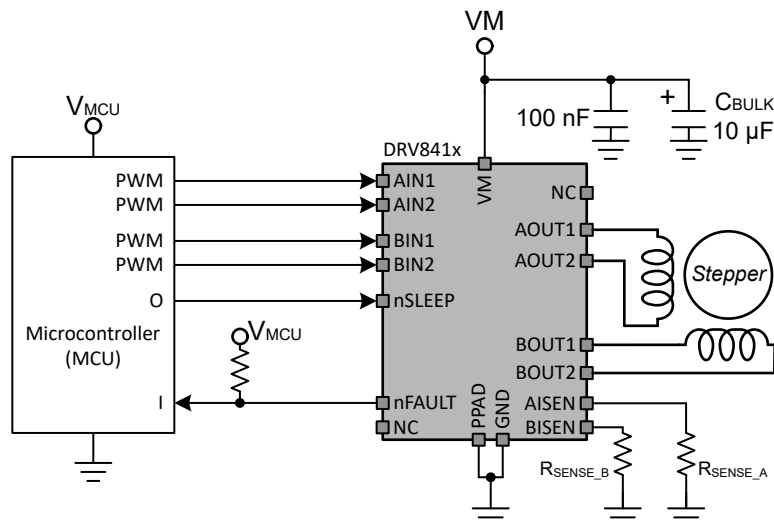 VM
VMCU
100 nF
+
CBULK
10 µF
DRV841x
PWM
AIN1
VM
NC
PWM
AIN2
AOUT1
PWM
BIN1
AOUT2
Stepper
PWM
BIN2
O
nSLEEP
Microcontroller
(MCU)
VMCU
BOUT1
BOUT2
I
nFAULT
PPAD
GND
AISEN
NC
BISEN
RSENSE_B
RSENSE_A